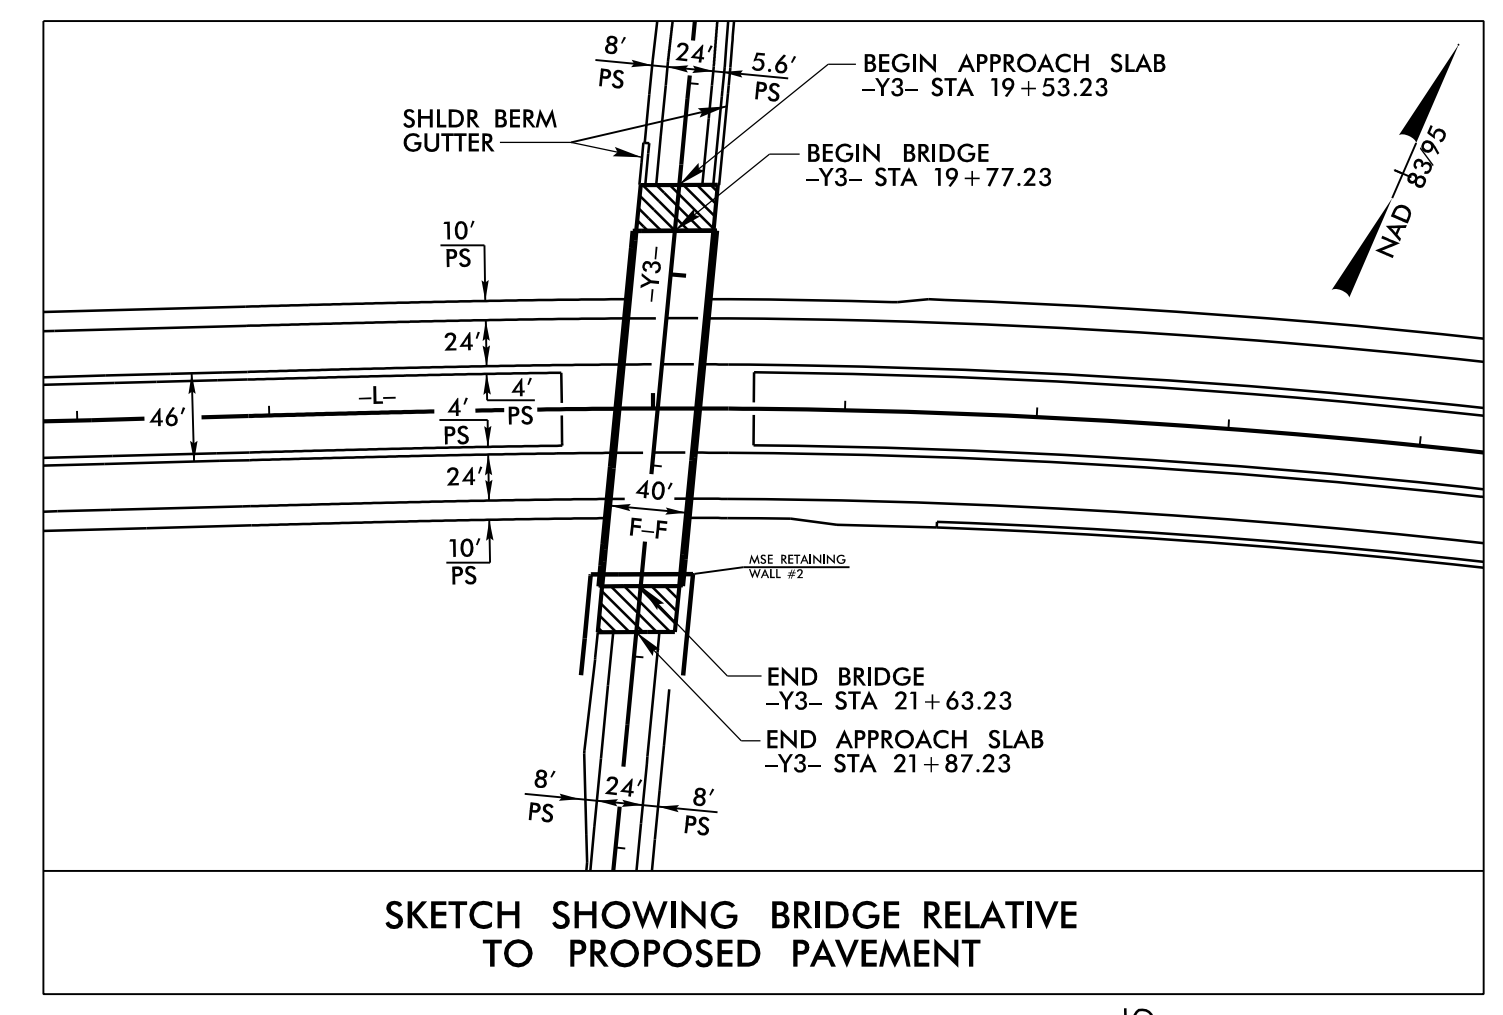 8'
PS
24'
5.6'
PS
BEGIN APPROACH SLAB
–Y3– STA 19+53.23
SHLDR BERM
GUTTER
BEGIN BRIDGE
–Y3– STA 19+77.23
NAD 83/95
10'
PS
–Y3–
24'
4'
PS
–L–
46'
4'
PS
24'
40'
F–F
10'
PS
MSE RETAINING
WALL #2
END BRIDGE
–Y3– STA 21+63.23
END APPROACH SLAB
–Y3– STA 21+87.23
8'
PS
24'
8'
PS
SKETCH SHOWING BRIDGE RELATIVE
TO PROPOSED PAVEMENT